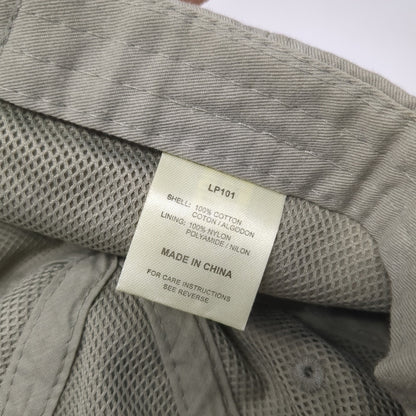 LP101
SHELL: 100% COTTON
COTON / ALGODON
LINING: 100% NYLON
POLYAMIDE / NILON
MADE IN CHINA
FOR CARE INSTRUCTIONS
SEE REVERSE